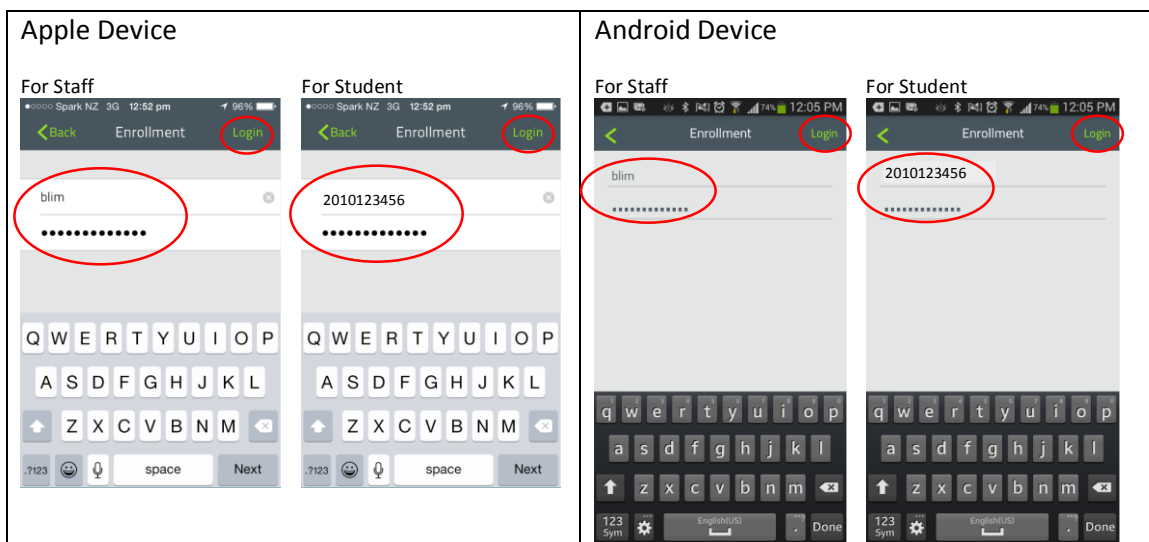 Apple Device
For Staff
Spark NZ 3G 12:52 pm 96%
Back Enrollment Login
blim
•••••••••••••
Q W E R T Y U I O P
A S D F G H J K L
Z X C V B N M
.?123 space Next
For Student
Spark NZ 3G 12:52 pm 96%
Back Enrollment Login
2010123456
•••••••••••••
Q W E R T Y U I O P
A S D F G H J K L
Z X C V B N M
.?123 space Next
Android Device
For Staff
74% 12:05 PM
Enrollment Login
blim
•••••••••••••
q w e r t y u i o p
a s d f g h j k l
z x c v b n m
123
Sym English(US) . Done
For Student
74% 12:05 PM
Enrollment Login
2010123456
•••••••••••••
q w e r t y u i o p
a s d f g h j k l
z x c v b n m
123
Sym English(US) . Done